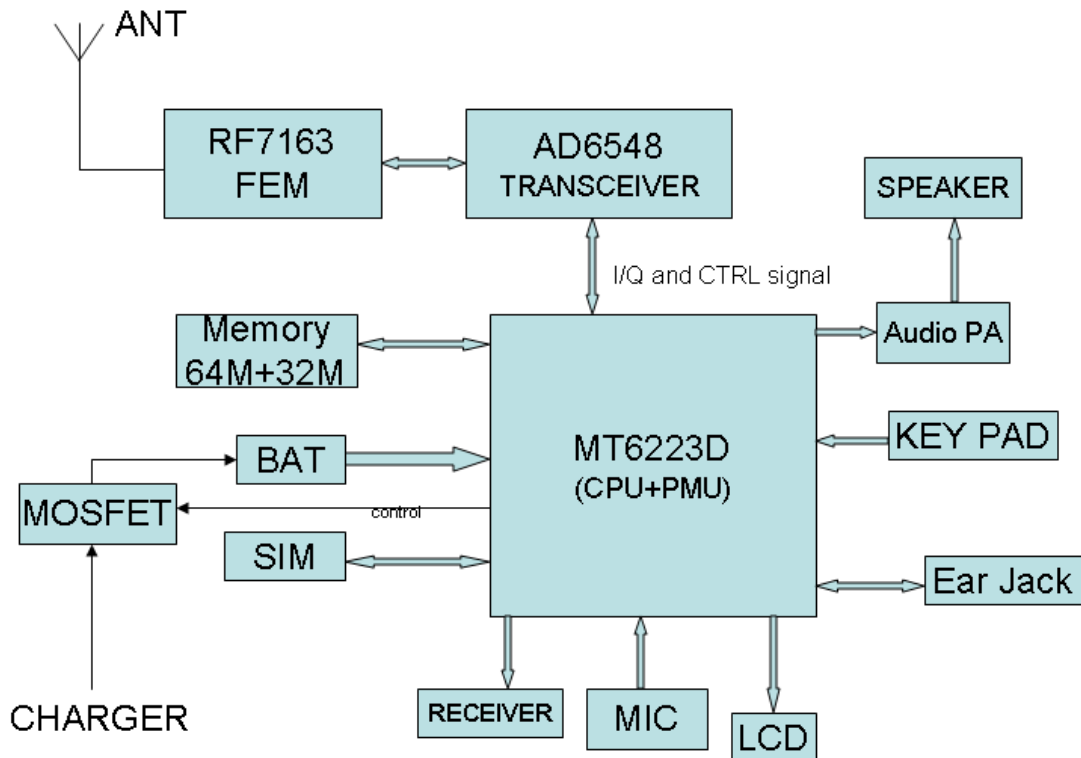 ANT
RF7163
FEM
AD6548
TRANSCEIVER
SPEAKER
I/Q and CTRL signal
Memory
64M+32M
Audio PA
MT6223D
(CPU+PMU)
KEY PAD
BAT
MOSFET
control
SIM
Ear Jack
RECEIVER
MIC
LCD
CHARGER